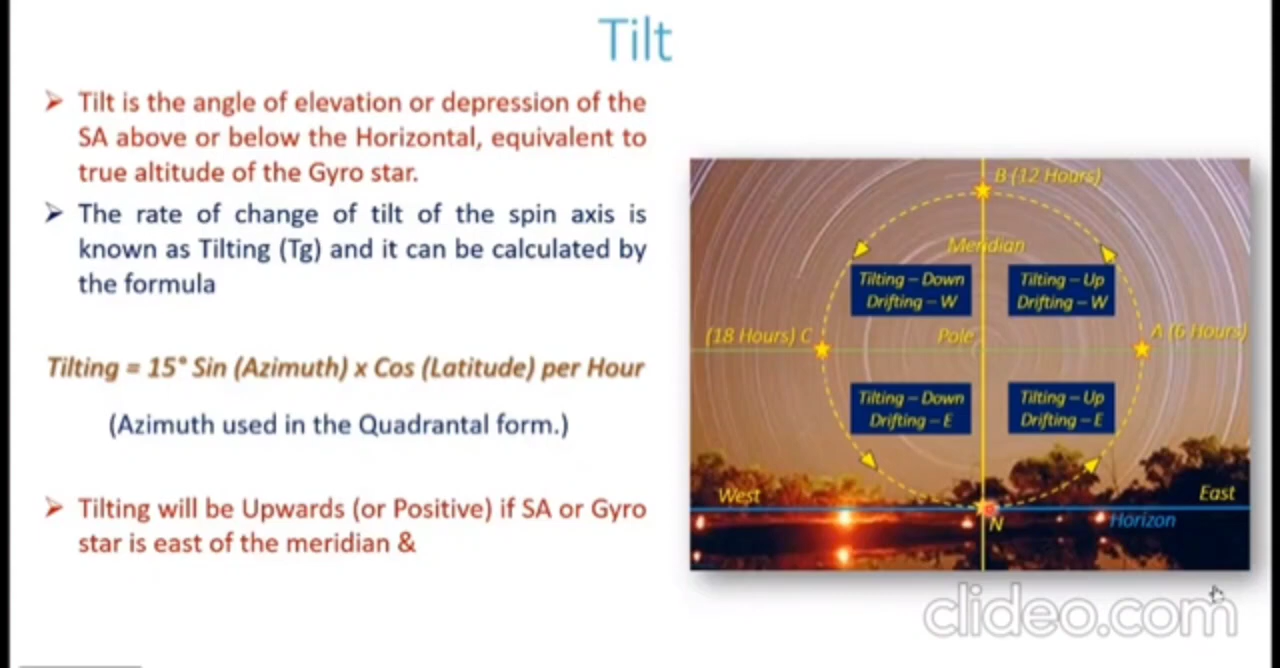 Tilt
➢ Tilt is the angle of elevation or depression of the
SA above or below the Horizontal, equivalent to
true altitude of the Gyro star.
➢ The rate of change of tilt of the spin axis is
known as Tilting (Tg) and it can be calculated by
the formula
Tilting = 15° Sin (Azimuth) x Cos (Latitude) per Hour
(Azimuth used in the Quadrantal form.)
➢ Tilting will be Upwards (or Positive) if SA or Gyro
star is east of the meridian &
B (12 Hours)
Meridian
Tilting – Down
Drifting – W
Tilting – Up
Drifting – W
(18 Hours) C
Pole
A (6 Hours)
Tilting – Down
Drifting – E
Tilting – Up
Drifting – E
West
East
N
Horizon
clideo.com